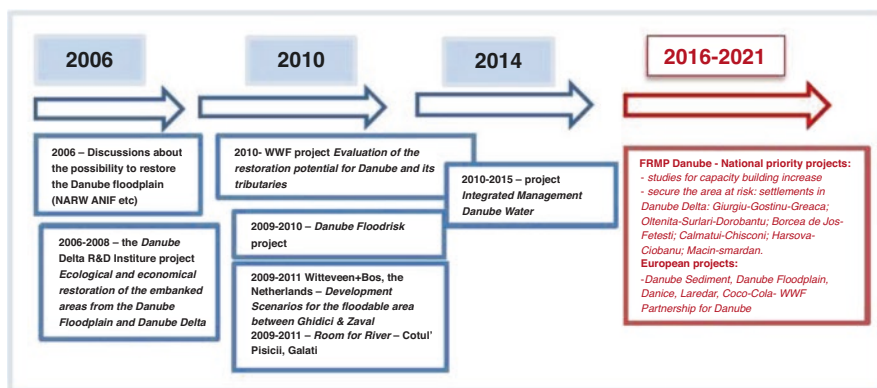 2006
2010
2014
2016-2021
2006 – Discussions about
the possibility to restore
the Danube floodplain
(NARW ANIF etc)
2006-2008 – the Danube
Delta R&D Institure project
Ecological and economical
restoration of the embanked
areas from the Danube
Floodplain and Danube Delta
2010- WWF project Evaluation of the
restoration potential for Danube and its
tributaries
2009-2010 – Danube Floodrisk
project
2009-2011 Witteveen+Bos, the
Netherlands – Development
Scenarios for the floodable area
between Ghidici & Zaval
2009-2011 – Room for River – Cotul'
Pisicii, Galati
2010-2015 – project
Integrated Management
Danube Water
FRMP Danube - National priority projects:
- studies for capacity building increase
- secure the area at risk: settlements in
Danube Delta: Giurgiu-Gostinu-Greaca;
Oltenita-Surlari-Dorobantu; Borcea de Jos-
Fetesti; Calmatui-Chisconi; Harsova-
Ciobanu; Macin-smardan.
European projects:
-Danube Sediment, Danube Floodplain,
Danice, Laredar, Coco-Cola- WWF
Partnership for Danube